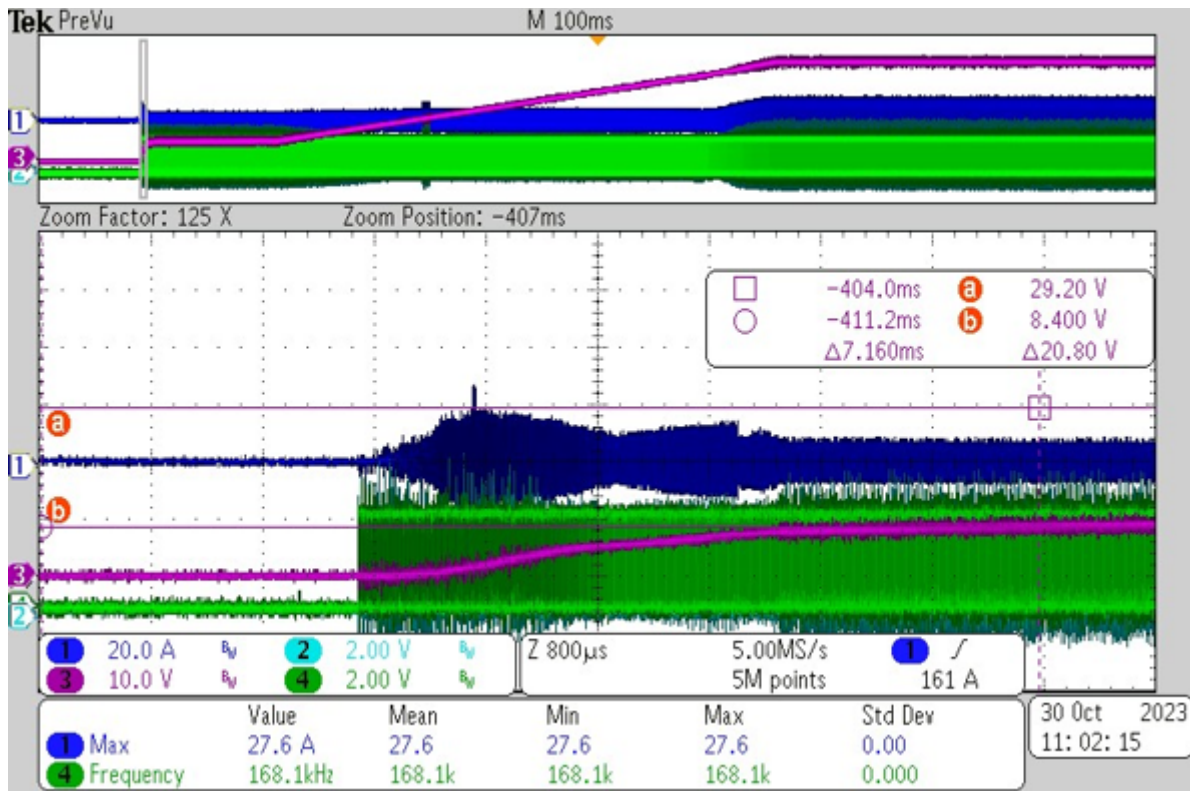 Tek PreVu M 100ms
1
3
2
Zoom Factor: 125 X Zoom Position: -407ms
-404.0ms a 29.20 V
-411.2ms b 8.400 V
Δ7.160ms Δ20.80 V
a
1
b
3
2
1 20.0 A BW 2 2.00 V BW Z 800µs 5.00MS/s 1
3 10.0 V BW 4 2.00 V BW 5M points 161 A
Value Mean Min Max Std Dev
1 Max 27.6 A 27.6 27.6 27.6 0.00
4 Frequency 168.1kHz 168.1k 168.1k 168.1k 0.000
30 Oct 2023
11:02:15